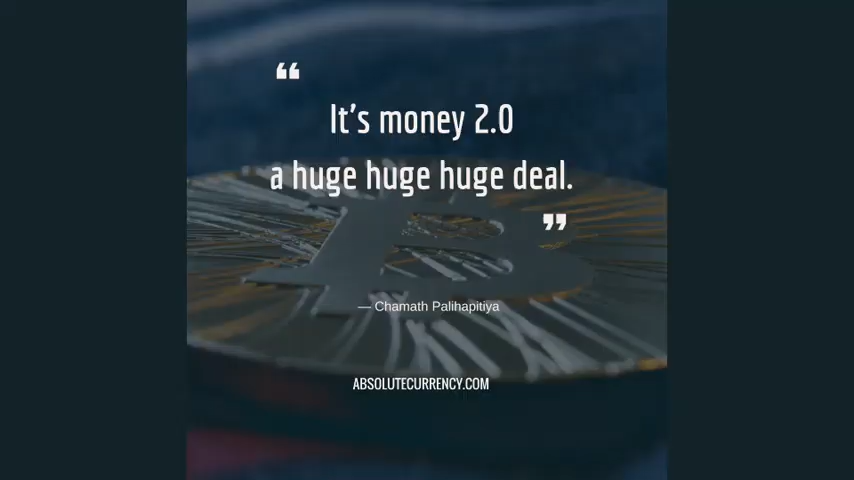 “
It's money 2.0
a huge huge huge deal.
”
— Chamath Palihapitiya
ABSOLUTECURRENCY.COM